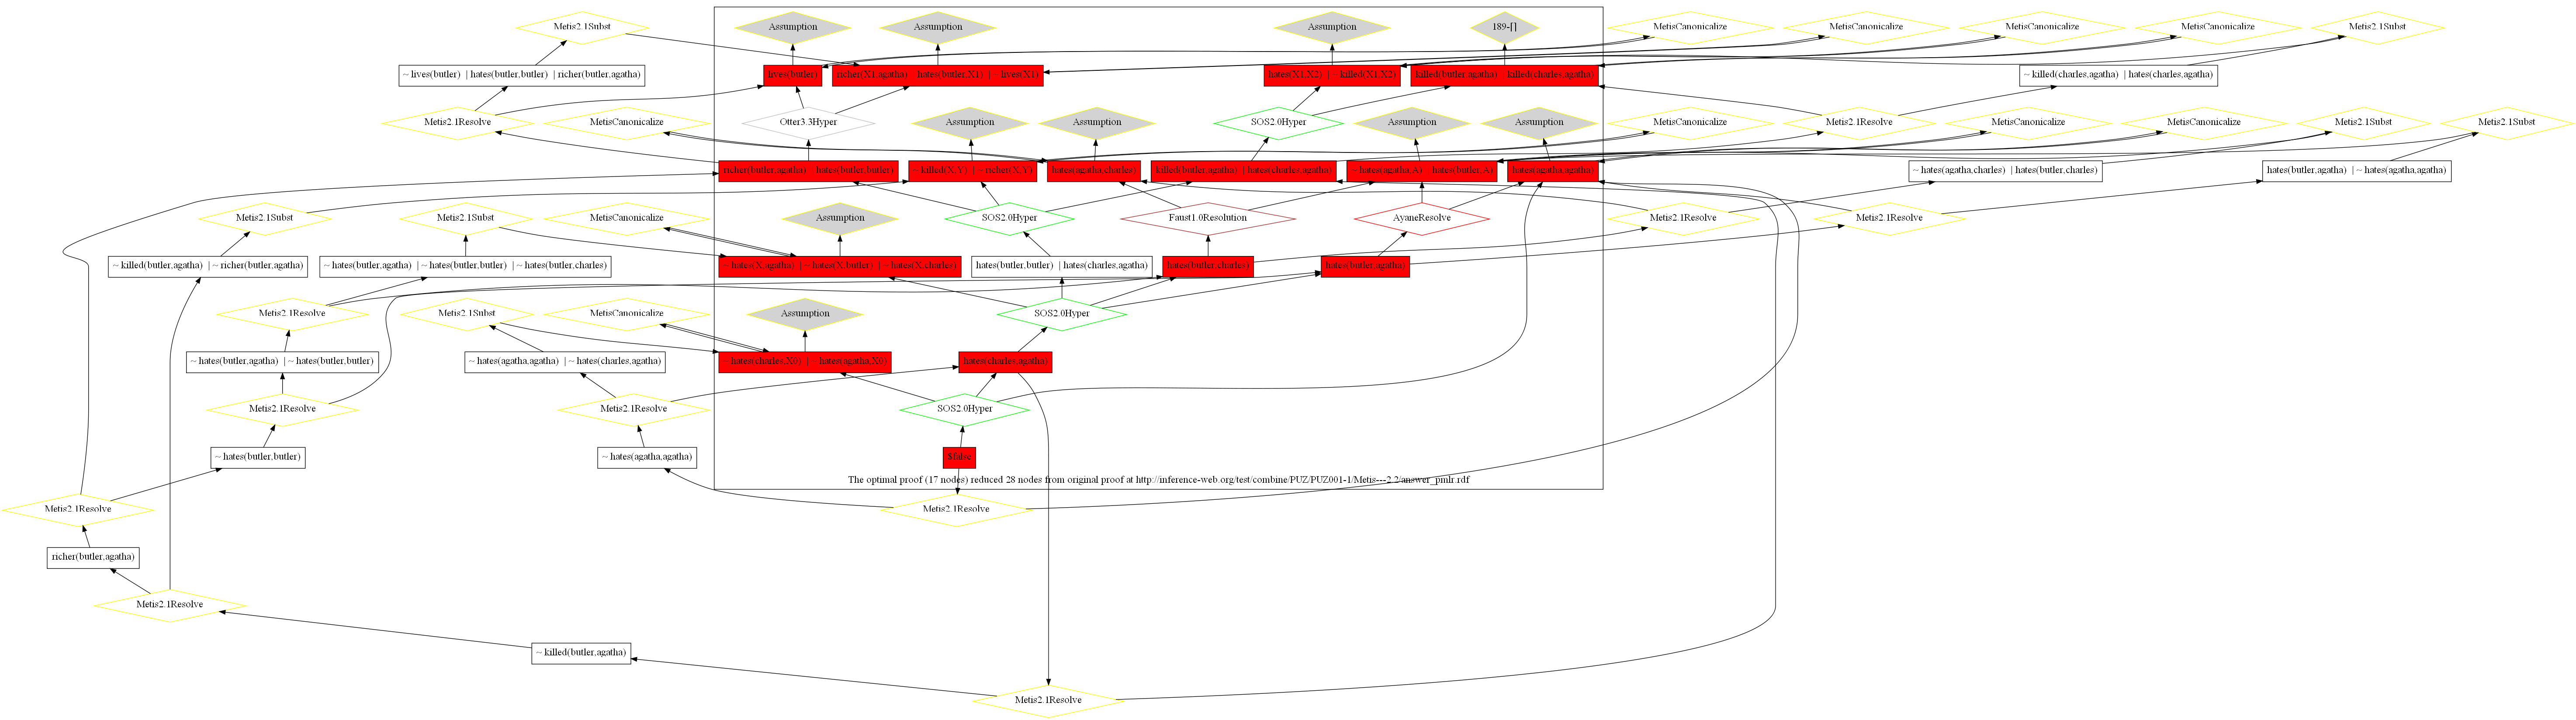 Metis2.1Subst
Assumption
Assumption
Assumption
189-[]
MetisCanonicalize
MetisCanonicalize
MetisCanonicalize
MetisCanonicalize
Metis2.1Subst
~ lives(butler) | hates(butler,butler) | richer(butler,agatha)
lives(butler)
richer(X1,agatha) | hates(butler,X1) | ~ lives(X1)
hates(X1,X2) | ~ killed(X1,X2)
killed(butler,agatha) | killed(charles,agatha)
~ killed(charles,agatha) | hates(charles,agatha)
Metis2.1Resolve
MetisCanonicalize
Otter3.3Hyper
Assumption
Assumption
SOS2.0Hyper
Assumption
Assumption
MetisCanonicalize
Metis2.1Resolve
MetisCanonicalize
MetisCanonicalize
Metis2.1Subst
Metis2.1Subst
richer(butler,agatha) | hates(butler,butler)
~ killed(X,Y) | ~ richer(X,Y)
hates(agatha,charles)
killed(butler,agatha) | hates(charles,agatha)
~ hates(agatha,A) | hates(butler,A)
hates(agatha,agatha)
~ hates(agatha,charles) | hates(butler,charles)
hates(butler,agatha) | ~ hates(agatha,agatha)
Metis2.1Subst
Metis2.1Subst
MetisCanonicalize
Assumption
SOS2.0Hyper
Faust1.0Resolution
AyaneResolve
Metis2.1Resolve
Metis2.1Resolve
~ killed(butler,agatha) | ~ richer(butler,agatha)
~ hates(butler,agatha) | ~ hates(butler,butler) | ~ hates(butler,charles)
~ hates(X,agatha) | ~ hates(X,butler) | ~ hates(X,charles)
hates(butler,butler) | hates(charles,agatha)
hates(butler,charles)
hates(butler,agatha)
Metis2.1Resolve
Metis2.1Subst
MetisCanonicalize
Assumption
SOS2.0Hyper
~ hates(butler,agatha) | ~ hates(butler,butler)
~ hates(agatha,agatha) | ~ hates(charles,agatha)
~ hates(charles,X0) | ~ hates(agatha,X0)
hates(charles,agatha)
Metis2.1Resolve
Metis2.1Resolve
SOS2.0Hyper
~ hates(butler,butler)
~ hates(agatha,agatha)
$false
The optimal proof (17 nodes) reduced 28 nodes from original proof at http://inference-web.org/test/combine/PUZ/PUZ001-1/Metis---2.2/answer_pmlr.rdf
Metis2.1Resolve
Metis2.1Resolve
richer(butler,agatha)
Metis2.1Resolve
~ killed(butler,agatha)
Metis2.1Resolve